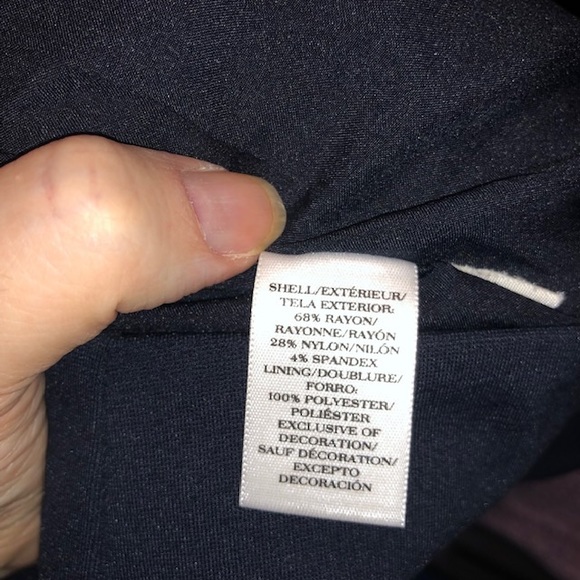 SHELL/EXTÉRIEUR/
TELA EXTERIOR:
68% RAYON/
RAYONNE/RAYÓN
28% NYLON/NILÓN
4% SPANDEX
LINING/DOUBLURE/
FORRO:
100% POLYESTER/
POLIÉSTER
EXCLUSIVE OF
DECORATION/
SAUF DÉCORATION/
EXCEPTO
DECORACIÓN